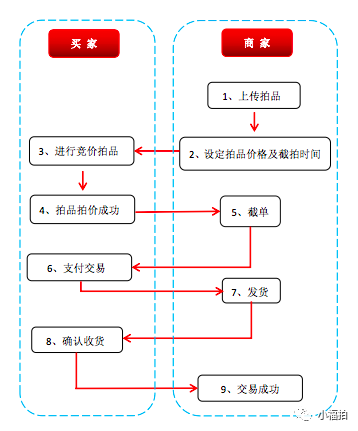 买 家
商 家
1、上传拍品
2、设定拍品价格及截拍时间
3、进行竞价拍品
4、拍品拍价成功
5、截单
6、支付交易
7、发货
8、确认收货
9、交易成功
小福拍